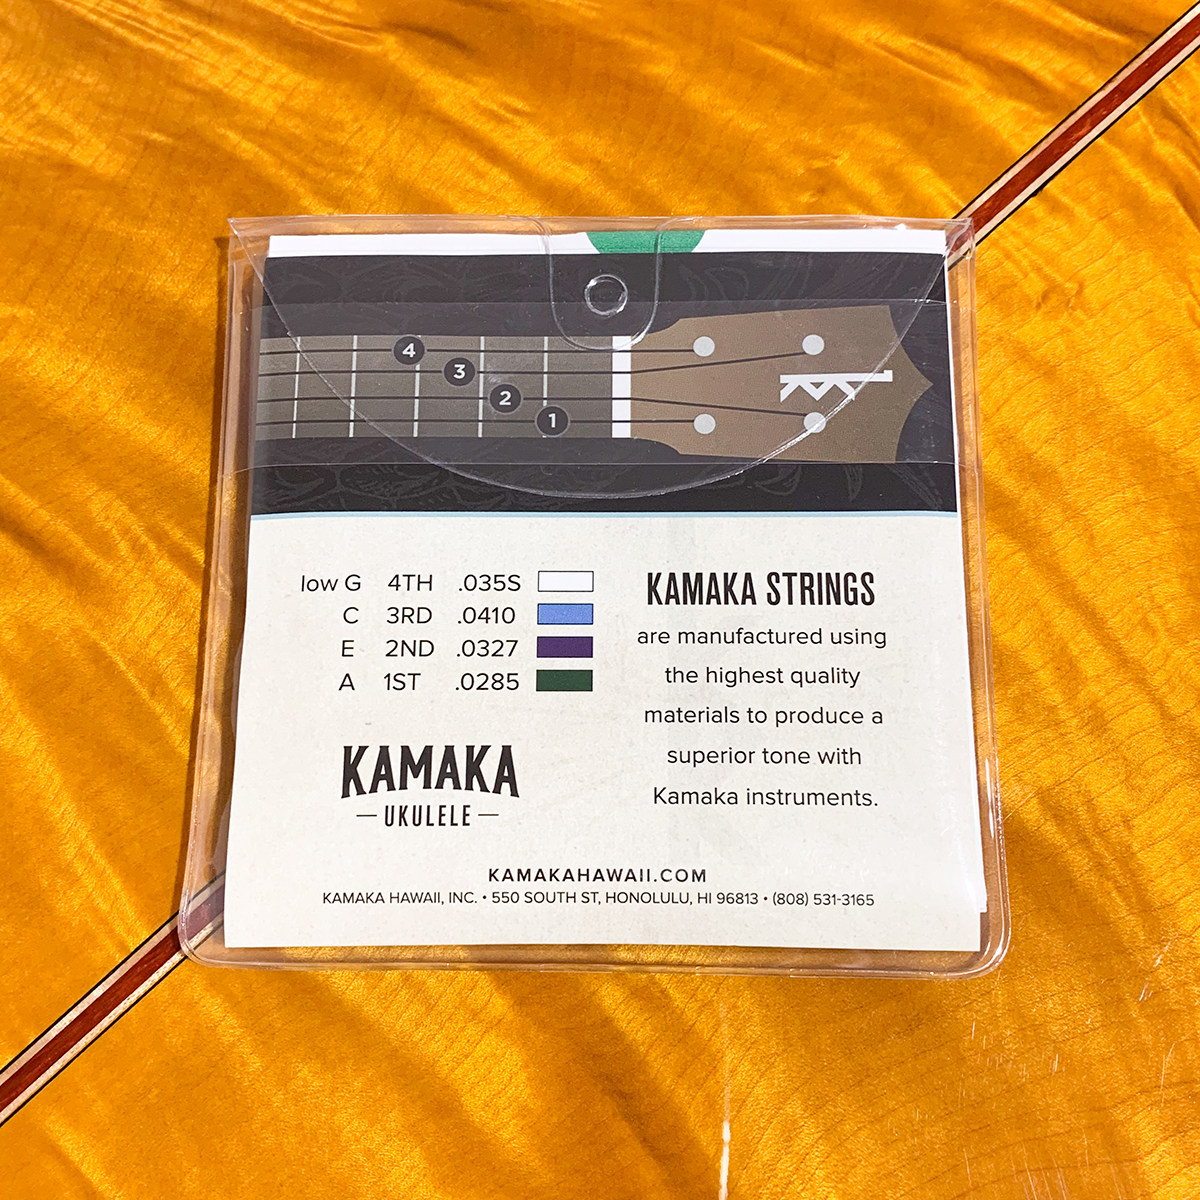 4
3
2
1
low G 4TH .035S
C 3RD .0410
E 2ND .0327
A 1ST .0285
KAMAKA STRINGS
are manufactured using
the highest quality
materials to produce a
superior tone with
Kamaka instruments.
KAMAKA
UKULELE
KAMAKAHAWAII.COM
KAMAKA HAWAII, INC. • 550 SOUTH ST, HONOLULU, HI 96813 • (808) 531-3165